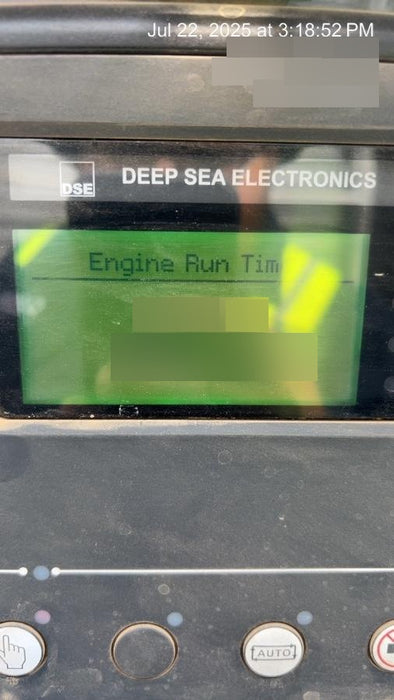 Jul 22, 2025 at 3:18:52 PM
DSE
DEEP SEA ELECTRONICS
Engine Run Tim
AUTO